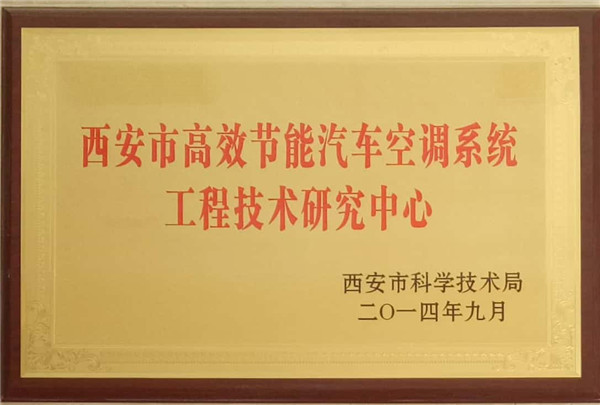 西安市高效节能汽车空调系统
工程技术研究中心
西安市科学技术局
二〇一四年九月